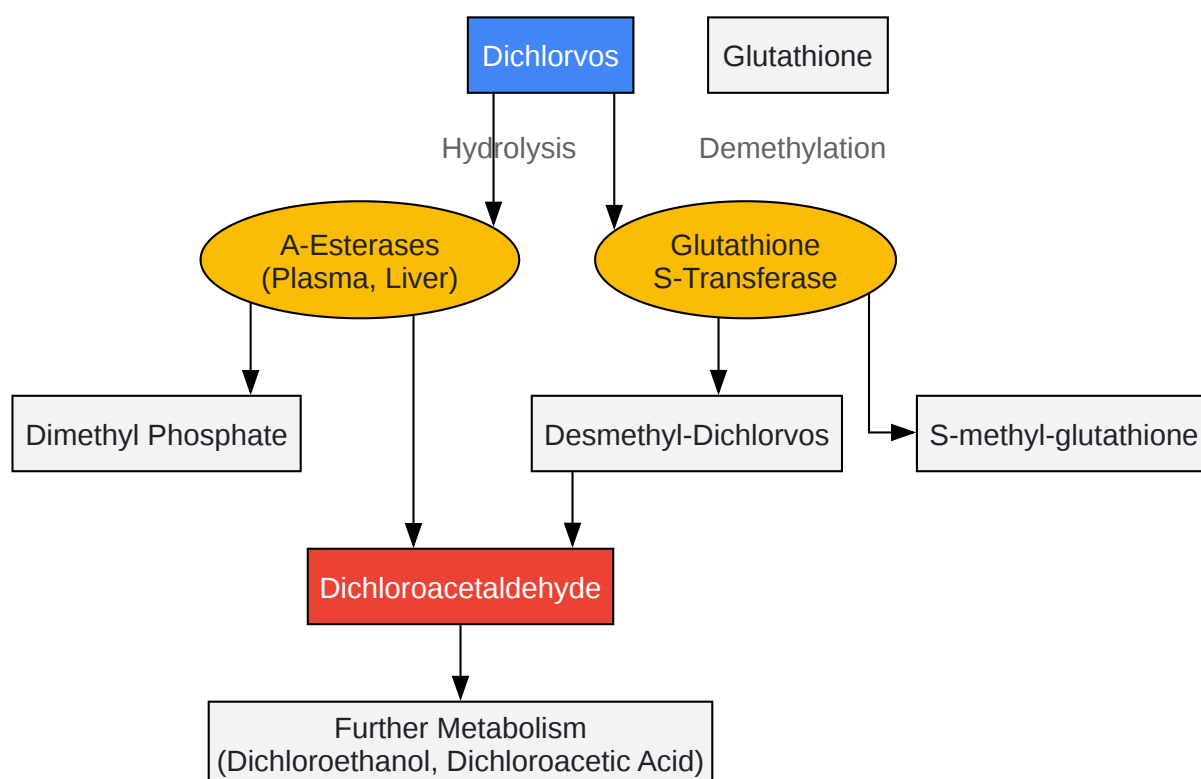 Dichlorvos
Glutathione
Hydrolysis
Demethylation
A-Esterases
(Plasma, Liver)
Glutathione
S-Transferase
Dimethyl Phosphate
Desmethyl-Dichlorvos
S-methyl-glutathione
Dichloroacetaldehyde
Further Metabolism
(Dichloroethanol, Dichloroacetic Acid)